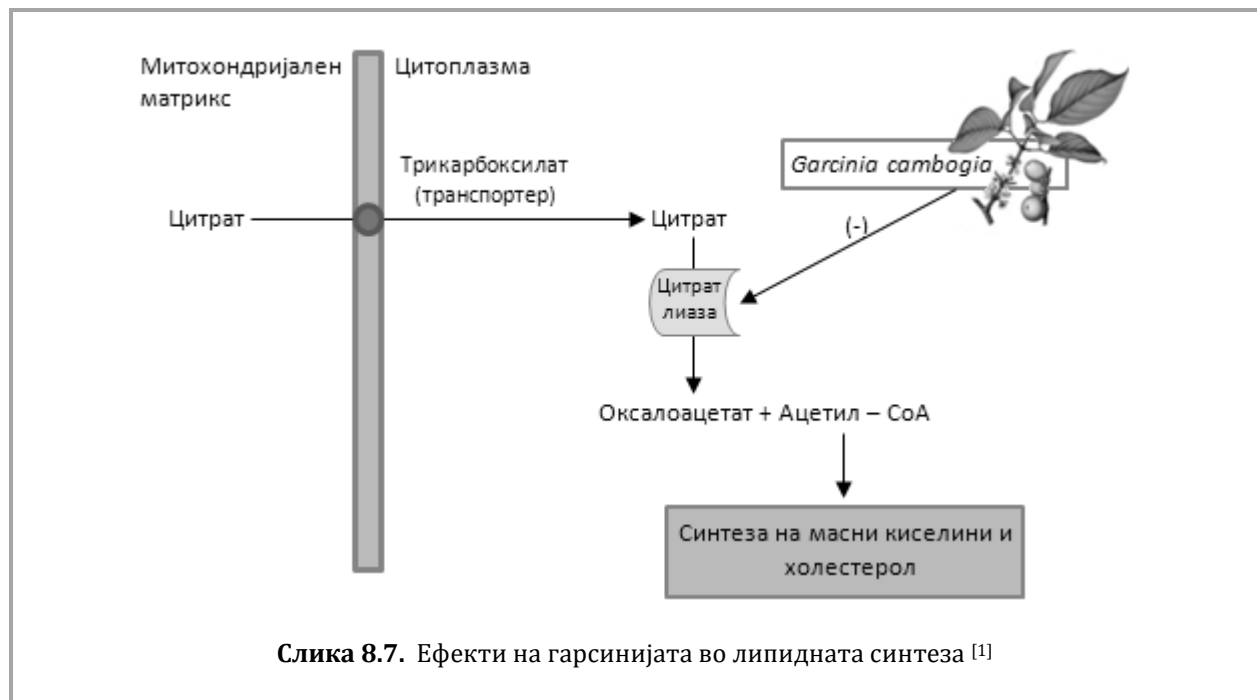 Митохондријален
матрикс
Цитоплазма
Трикарбоксилат
(транспортер)
Garcinia cambogia
Цитрат
Цитрат
(-)
Цитрат
лиаза
Оксалоацетат + Ацетил – СоА
Синтеза на масни киселини и
холестерол
Слика 8.7. Ефекти на гарсинијата во липидната синтеза [1]